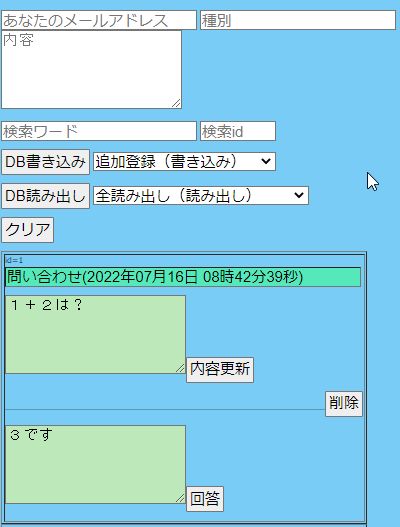 あなたのメールアドレス 種別
内容
検索ワード 検索id
DB書き込み 追加登録（書き込み）
DB読み出し 全読み出し（読み出し）
クリア
id=1
問い合わせ(2022年07月16日 08時42分39秒)
１＋２は？
内容更新
削除
３です
回答